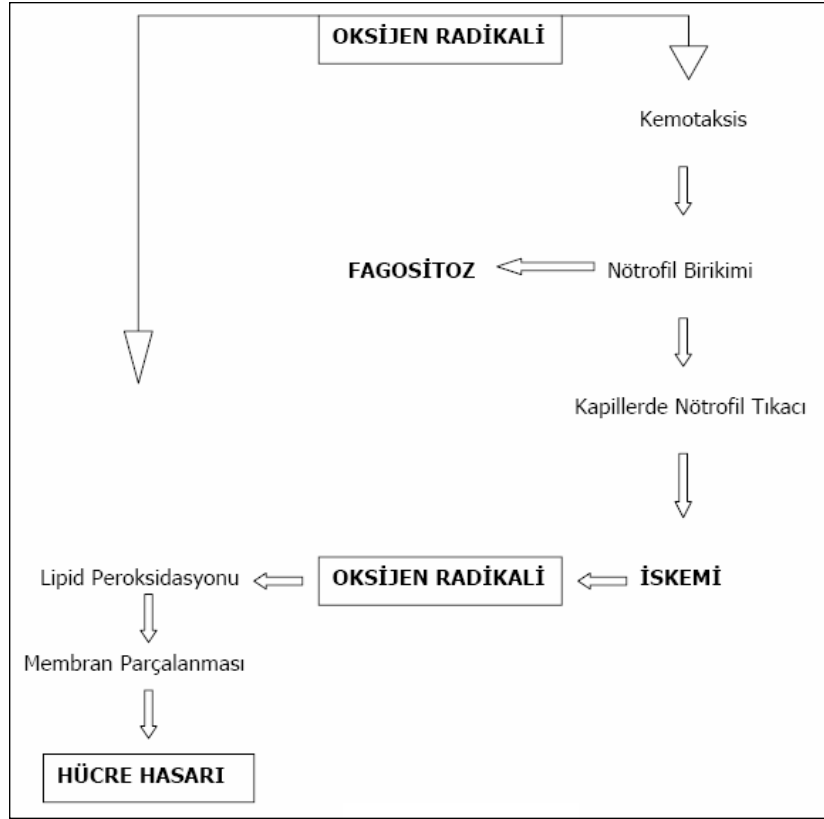 OKSİJEN RADİKALİ
Kemotaksis
FAGOSİTOZ
Nötrofil Birikimi
Kapillerde Nötrofil Tıkacı
Lipid Peroksidasyonu
OKSİJEN RADİKALİ
İSKEMİ
Membran Parçalanması
HÜCRE HASARI